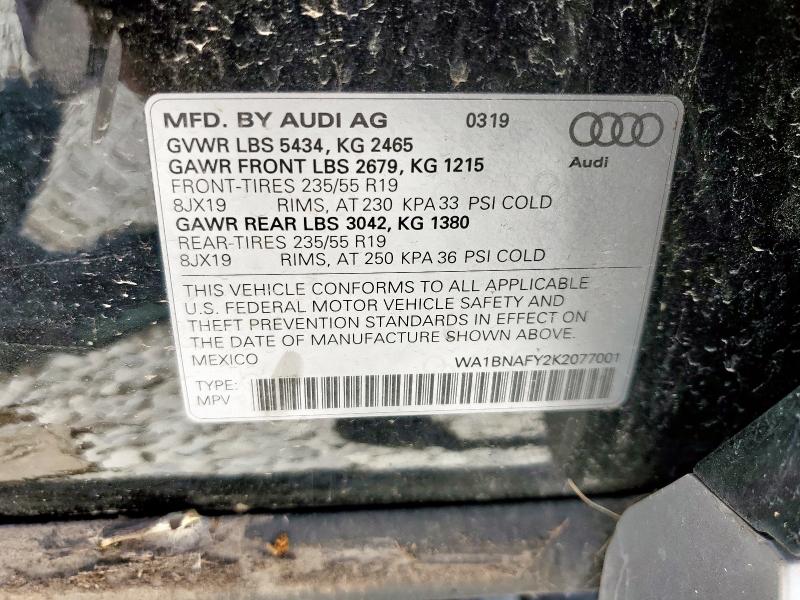 MFD. BY AUDI AG 0319
Audi
GVWR LBS 5434, KG 2465
GAWR FRONT LBS 2679, KG 1215
FRONT-TIRES 235/55 R19
8JX19 RIMS, AT 230 KPA 33 PSI COLD
GAWR REAR LBS 3042, KG 1380
REAR-TIRES 235/55 R19
8JX19 RIMS, AT 250 KPA 36 PSI COLD
THIS VEHICLE CONFORMS TO ALL APPLICABLE
U.S. FEDERAL MOTOR VEHICLE SAFETY AND
THEFT PREVENTION STANDARDS IN EFFECT ON
THE DATE OF MANUFACTURE SHOWN ABOVE.
MEXICO WA1BNAFY2K2077001
TYPE:
MPV